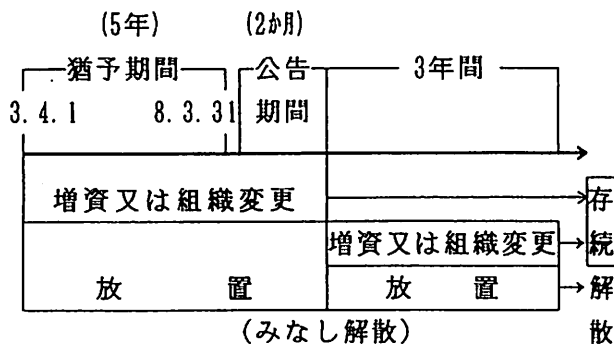 (5年) (2か月)
猶予期間 公告期間 3年間
3.4.1 8.3.31
増資又は組織変更
増資又は組織変更
放置 放置
(みなし解散)
存続
解散